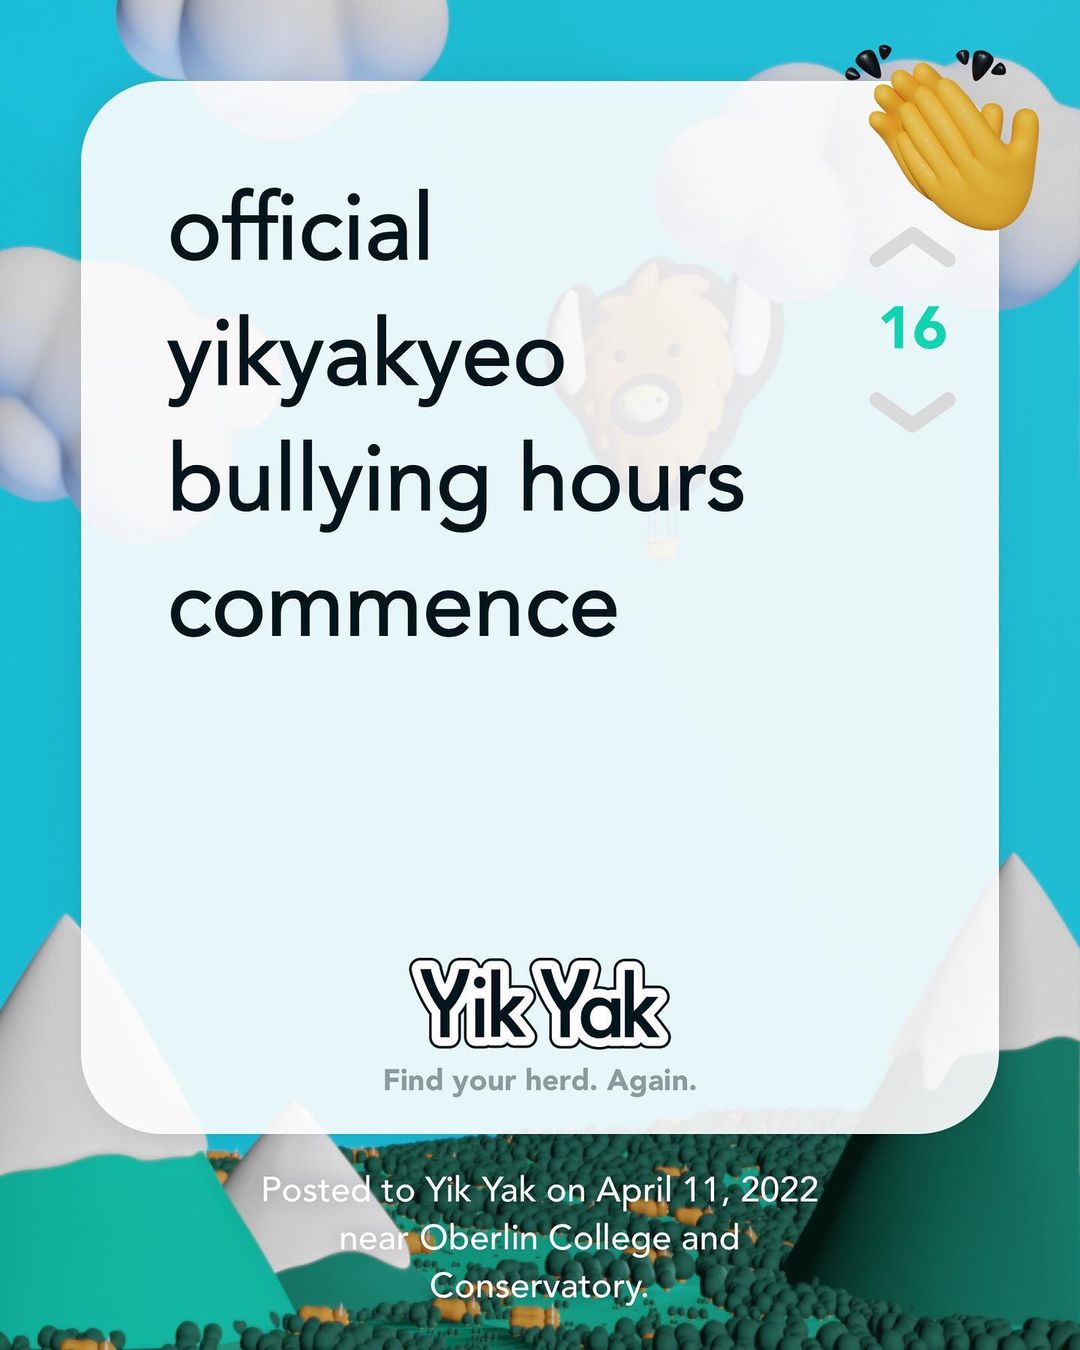 official
yikyakyeo
bullying hours
commence
16
Yik Yak
Find your herd. Again.
Posted to Yik Yak on April 11, 2022
near Oberlin College and
Conservatory.